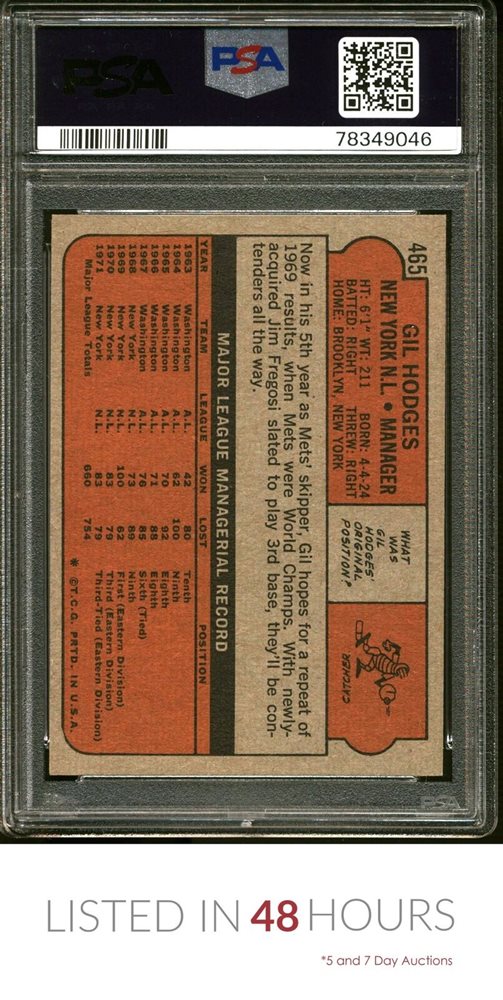 PSA
PSA
78349046
465
GIL HODGES
NEW YORK N.L. • MANAGER
HT: 6'1" WT: 211 BORN: 4-4-24
BATTED: RIGHT THREW: RIGHT
HOME: BROOKLYN, NEW YORK
WHAT
WAS
GIL
HODGES'
ORIGINAL
POSITION?
CATCHER
Now in his 5th year as Mets' skipper, Gil hopes for a repeat of
1969 results, when Mets were World Champs. With newly-
acquired Jim Fregosi slated to play 3rd base, they'll be con-
tenders all the way.
MAJOR LEAGUE MANAGERIAL RECORD
YEAR TEAM LEAGUE WON LOST POSITION
1963 Washington A.L. 42 80 Tenth
1964 Washington A.L. 62 100 Ninth
1965 Washington A.L. 70 92 Eighth
1966 Washington A.L. 71 88 Eighth
1967 Washington A.L. 76 85 Sixth (Tied)
1968 New York N.L. 73 89 Ninth
1969 New York N.L. 100 62 First (Eastern Division)
1970 New York N.L. 83 79 Third (Eastern Division)
1971 New York N.L. 83 79 Third-Tied (Eastern Division)
Major League Totals 660 754
* ©T.C.G. PRTD. IN U.S.A.
PSA
LISTED IN 48 HOURS
*5 and 7 Day Auctions